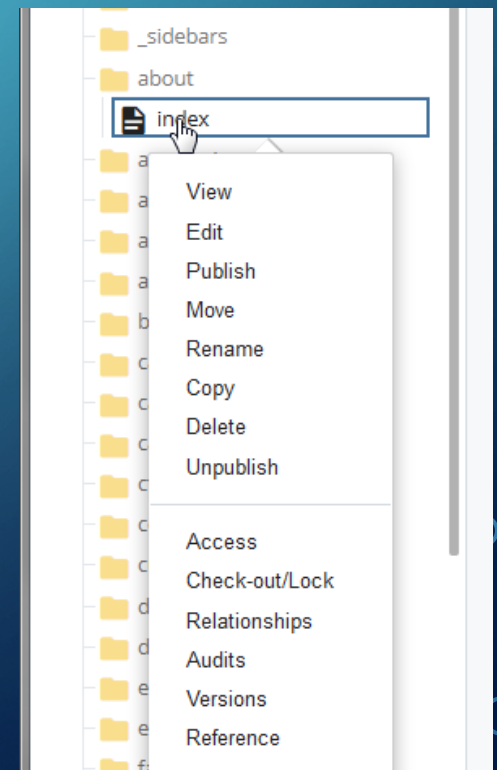 _sidebars
about
index
View
Edit
Publish
Move
Rename
Copy
Delete
Unpublish
Access
Check-out/Lock
Relationships
Audits
Versions
Reference